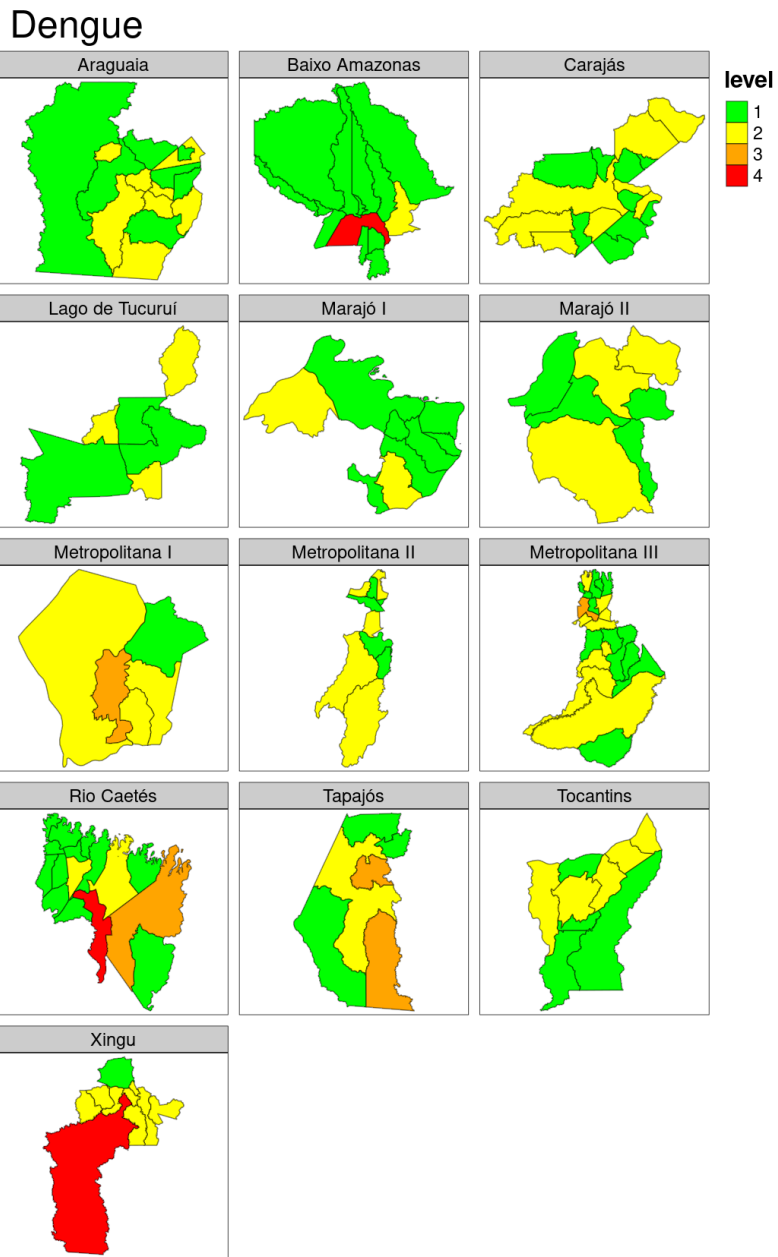 Dengue
Araguaia
Baixo Amazonas
Carajás
level
1
2
3
4
Lago de Tucuruí
Marajó I
Marajó II
Metropolitana I
Metropolitana II
Metropolitana III
Rio Caetés
Tapajós
Tocantins
Xingu